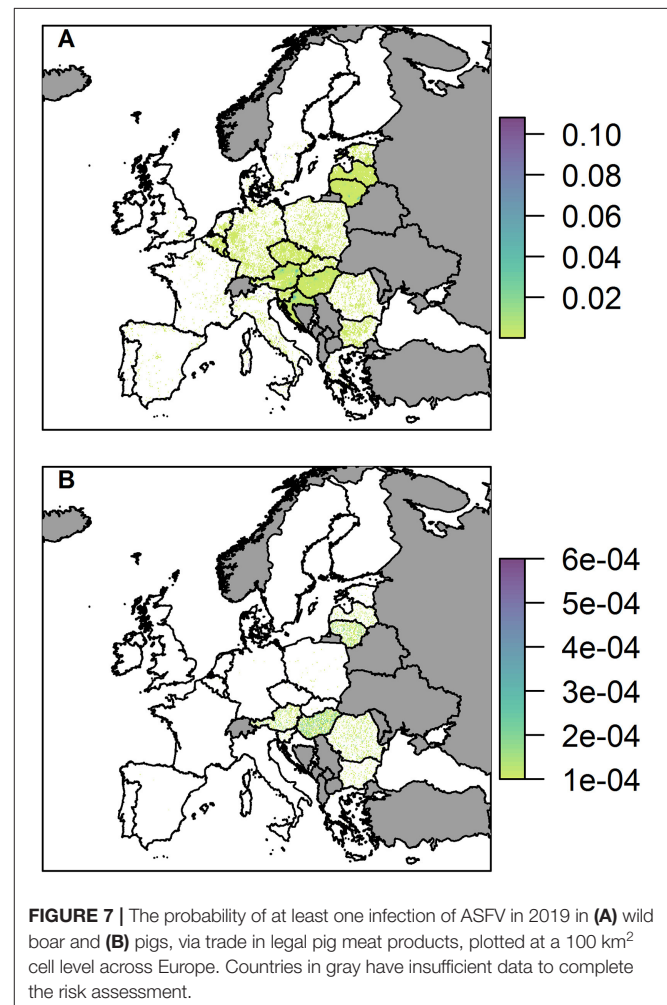 A
0.10
0.08
0.06
0.04
0.02
B
6e-04
5e-04
4e-04
3e-04
2e-04
1e-04
FIGURE 7 | The probability of at least one infection of ASFV in 2019 in (A) wild
boar and (B) pigs, via trade in legal pig meat products, plotted at a 100 km²
cell level across Europe. Countries in gray have insufficient data to complete
the risk assessment.